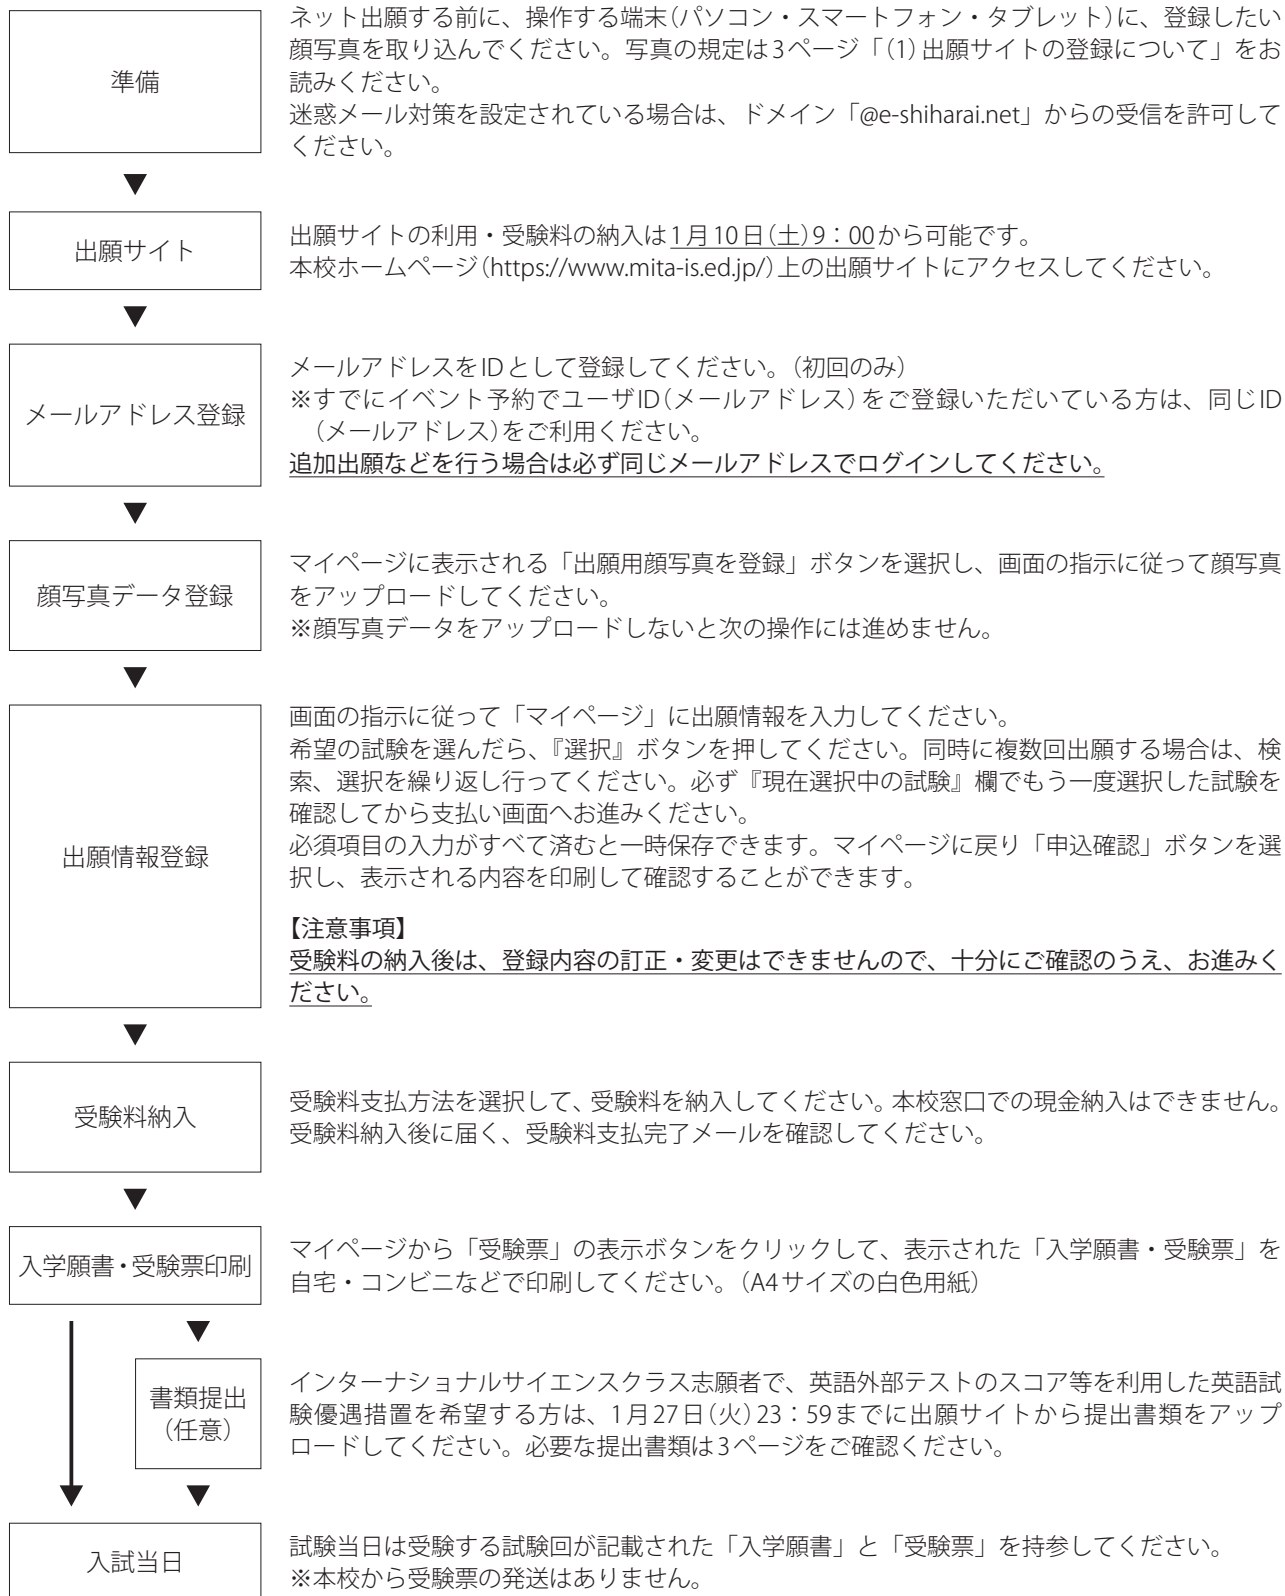 準備
ネット出願する前に、操作する端末(パソコン・スマートフォン・タブレット)に、登録したい
顔写真を取り込んでください。写真の規定は3ページ「(1)出願サイトの登録について」をお
読みください。
迷惑メール対策を設定されている場合は、ドメイン「@e-shiharai.net」からの受信を許可して
ください。
▼
出願サイト
出願サイトの利用・受験料の納入は1月10日(土)9：00から可能です。
本校ホームページ(https://www.mita-is.ed.jp/)上の出願サイトにアクセスしてください。
▼
メールアドレス登録
メールアドレスをIDとして登録してください。(初回のみ)
※すでにイベント予約でユーザID(メールアドレス)をご登録いただいている方は、同じID
(メールアドレス)をご利用ください。
追加出願などを行う場合は必ず同じメールアドレスでログインしてください。
▼
顔写真データ登録
マイページに表示される「出願用顔写真を登録」ボタンを選択し、画面の指示に従って顔写真
をアップロードしてください。
※顔写真データをアップロードしないと次の操作には進めません。
▼
出願情報登録
画面の指示に従って「マイページ」に出願情報を入力してください。
希望の試験を選んだら、『選択』ボタンを押してください。同時に複数回出願する場合は、検
索、選択を繰り返し行ってください。必ず『現在選択中の試験』欄でもう一度選択した試験を
確認してから支払い画面へお進みください。
必須項目の入力がすべて済むと一時保存できます。マイページに戻り「申込確認」ボタンを選
択し、表示される内容を印刷して確認することができます。
【注意事項】
受験料の納入後は、登録内容の訂正・変更はできませんので、十分にご確認のうえ、お進みく
ださい。
▼
受験料納入
受験料支払方法を選択して、受験料を納入してください。本校窓口での現金納入はできません。
受験料納入後に届く、受験料支払完了メールを確認してください。
▼
入学願書・受験票印刷
マイページから「受験票」の表示ボタンをクリックして、表示された「入学願書・受験票」を
自宅・コンビニなどで印刷してください。(A4サイズの白色用紙)
▼
書類提出
(任意)
インターナショナルサイエンスクラス志願者で、英語外部テストのスコア等を利用した英語試
験優遇措置を希望する方は、1月27日(火)23：59までに出願サイトから提出書類をアップ
ロードしてください。必要な提出書類は3ページをご確認ください。
▼
入試当日
試験当日は受験する試験回が記載された「入学願書」と「受験票」を持参してください。
※本校から受験票の発送はありません。